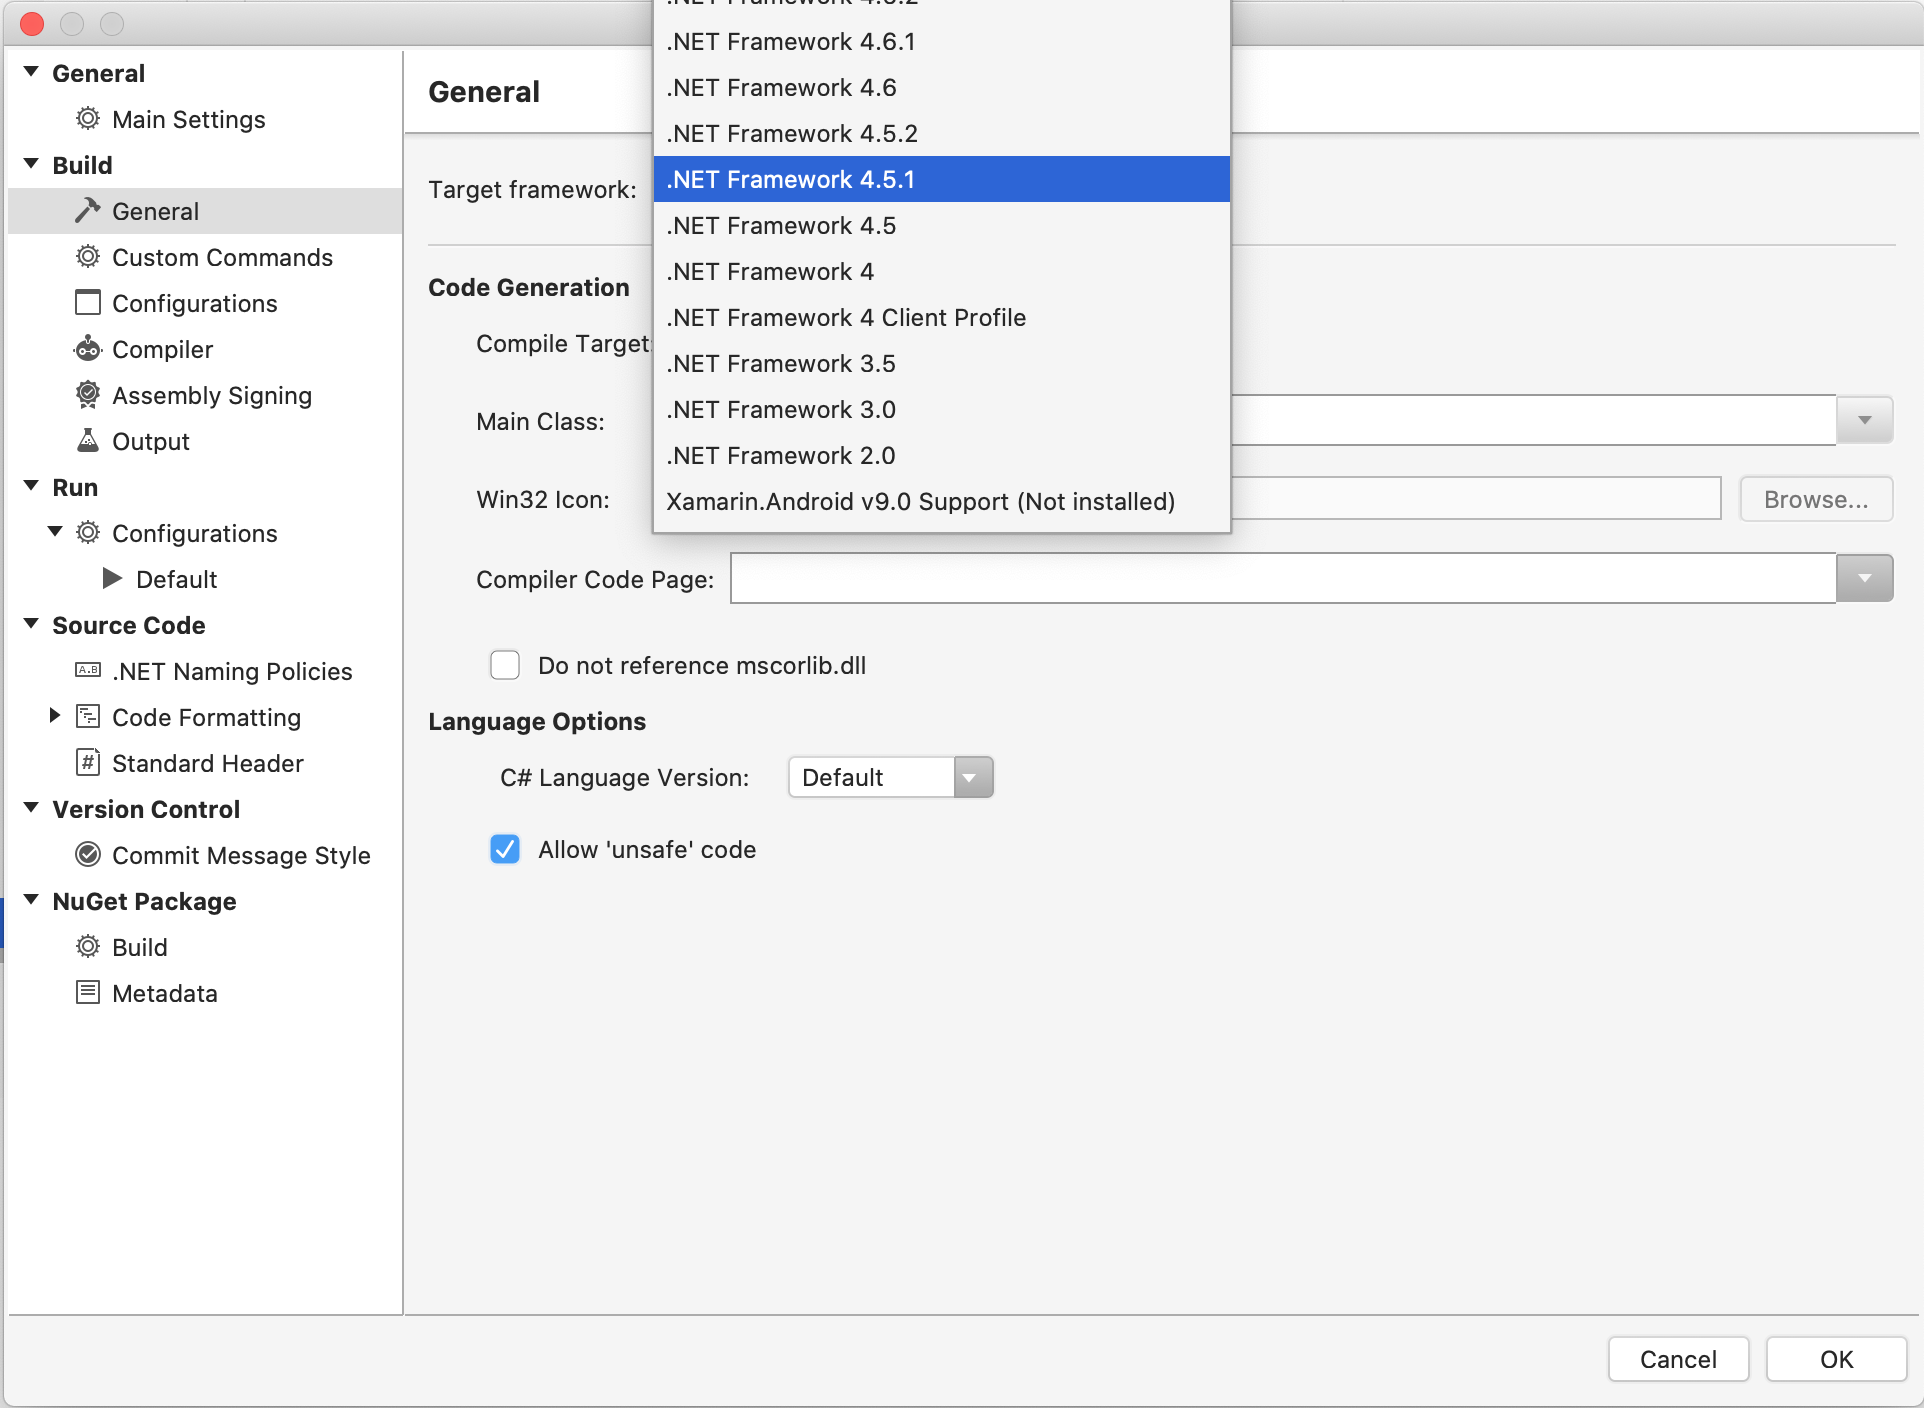 General
Main Settings
Build
General
Custom Commands
Configurations
Compiler
Assembly Signing
Output
Run
Configurations
Default
Source Code
A.B .NET Naming Policies
Code Formatting
# Standard Header
Version Control
Commit Message Style
NuGet Package
Build
Metadata
General
Target framework:
.NET Framework 4.6.2
.NET Framework 4.6.1
.NET Framework 4.6
.NET Framework 4.5.2
.NET Framework 4.5.1
.NET Framework 4.5
.NET Framework 4
.NET Framework 4 Client Profile
.NET Framework 3.5
.NET Framework 3.0
.NET Framework 2.0
Xamarin.Android v9.0 Support (Not installed)
Code Generation
Compile Target:
Main Class:
Win32 Icon:
Browse...
Compiler Code Page:
Do not reference mscorlib.dll
Language Options
C# Language Version: Default
Allow 'unsafe' code
Cancel OK